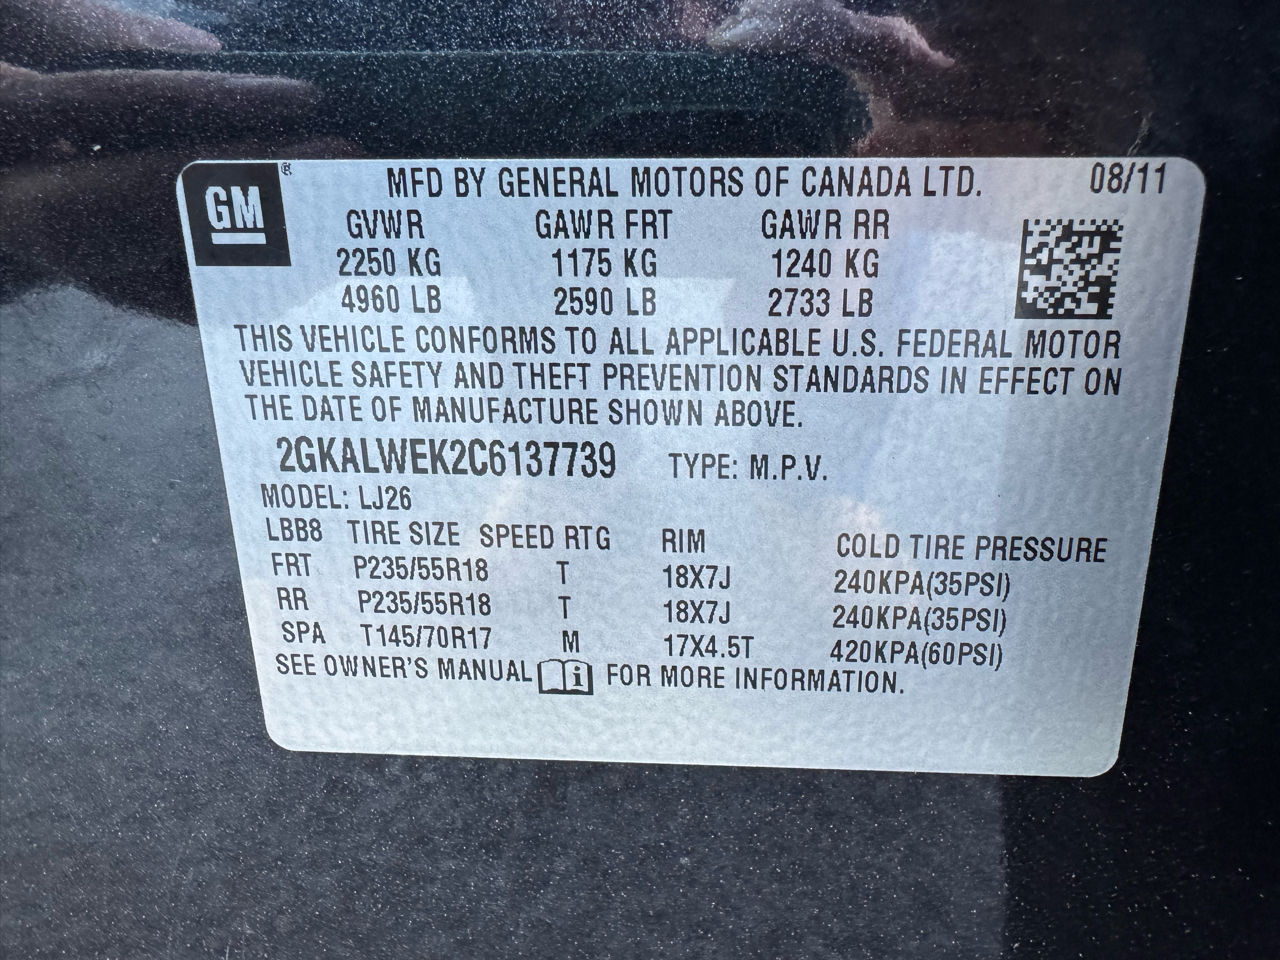 GM ® MFD BY GENERAL MOTORS OF CANADA LTD. 08/11
GVWR GAWR FRT GAWR RR
2250 KG 1175 KG 1240 KG
4960 LB 2590 LB 2733 LB
THIS VEHICLE CONFORMS TO ALL APPLICABLE U.S. FEDERAL MOTOR
VEHICLE SAFETY AND THEFT PREVENTION STANDARDS IN EFFECT ON
THE DATE OF MANUFACTURE SHOWN ABOVE.
2GKALWEK2C6137739 TYPE: M.P.V.
MODEL: LJ26
LBB8 TIRE SIZE SPEED RTG RIM COLD TIRE PRESSURE
FRT P235/55R18 T 18X7J 240KPA(35PSI)
RR P235/55R18 T 18X7J 240KPA(35PSI)
SPA T145/70R17 M 17X4.5T 420KPA(60PSI)
SEE OWNER'S MANUAL i FOR MORE INFORMATION.